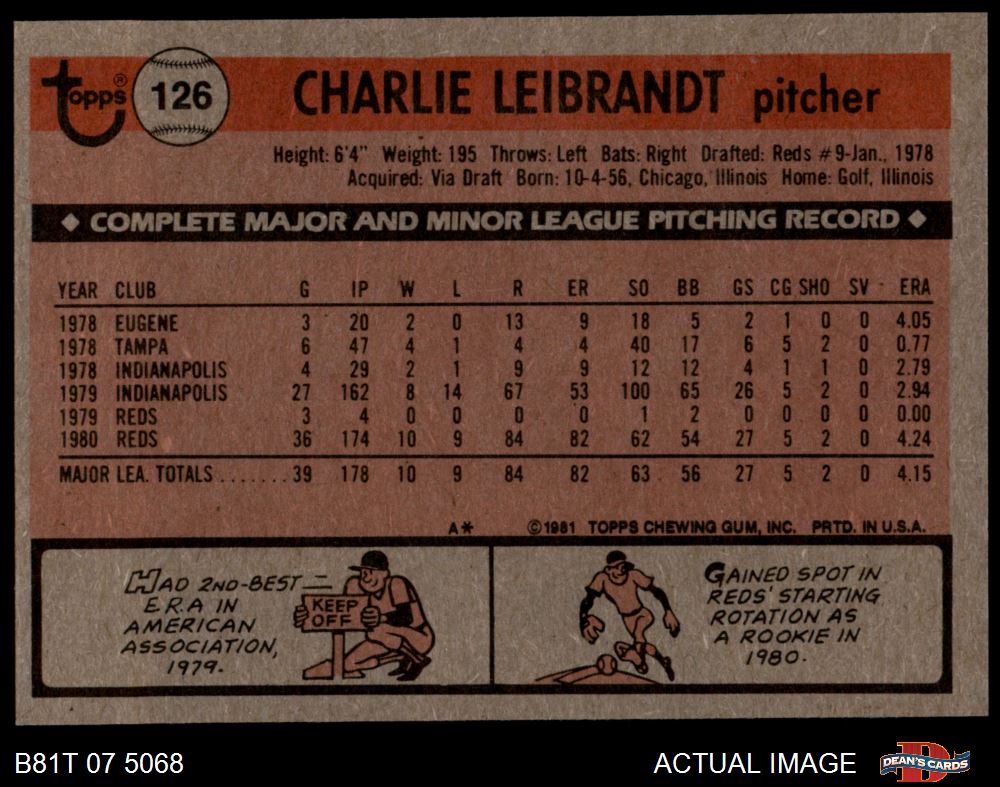 Topps® 126 CHARLIE LEIBRANDT pitcher
Height: 6'4" Weight: 195 Throws: Left Bats: Right Drafted: Reds #9-Jan., 1978
Acquired: Via Draft Born: 10-4-56, Chicago, Illinois Home: Golf, Illinois
◆ COMPLETE MAJOR AND MINOR LEAGUE PITCHING RECORD ◆
YEAR CLUB G IP W L R ER SO BB GS CG SHO SV ERA
1978 EUGENE 3 20 2 0 13 9 18 5 2 1 0 0 4.05
1978 TAMPA 6 47 4 1 4 4 40 17 6 5 2 0 0.77
1978 INDIANAPOLIS 4 29 2 1 9 9 12 12 4 1 1 0 2.79
1979 INDIANAPOLIS 27 162 8 14 67 53 100 65 26 5 2 0 2.94
1979 REDS 3 4 0 0 0 0 1 2 0 0 0 0 0.00
1980 REDS 36 174 10 9 84 82 62 54 27 5 2 0 4.24
MAJOR LEA. TOTALS ....... 39 178 10 9 84 82 63 56 27 5 2 0 4.15
A* ©1981 TOPPS CHEWING GUM, INC. PRTD. IN U.S.A.
HAD 2ND-BEST
E.R.A IN
AMERICAN
ASSOCIATION,
1979.
KEEP
OFF
GAINED SPOT IN
REDS' STARTING
ROTATION AS
A ROOKIE IN
1980.
B81T 07 5068 ACTUAL IMAGE DEAN'S CARDS